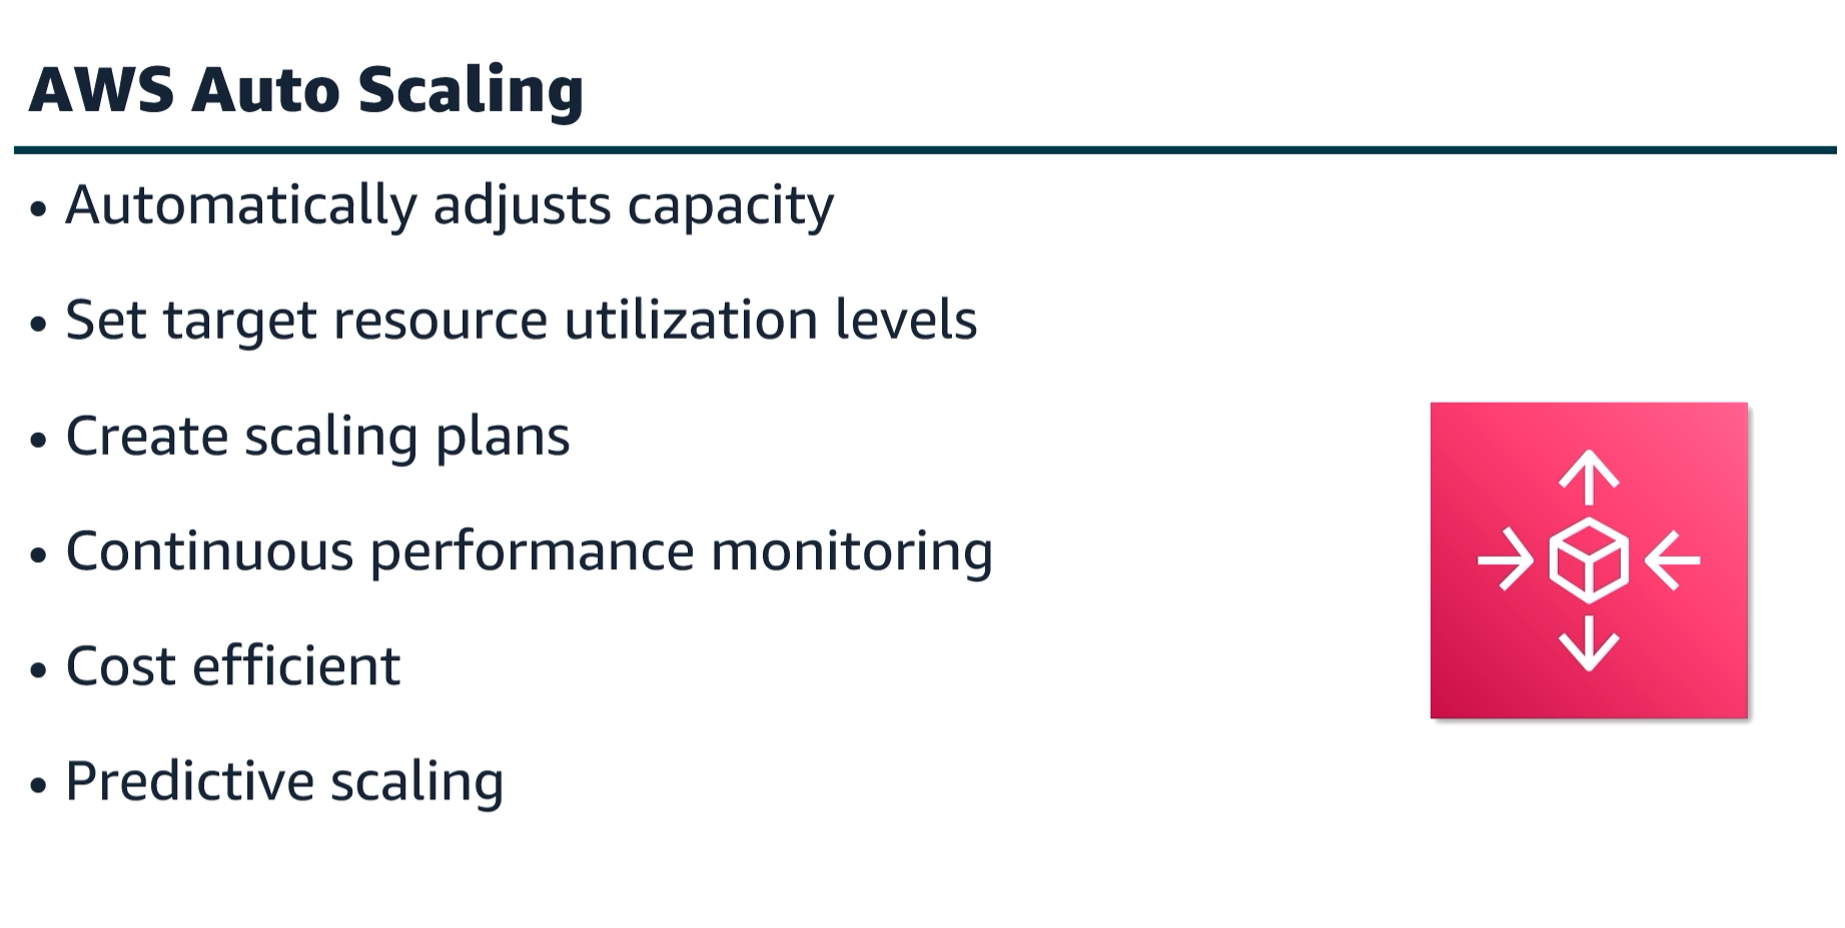 AWS Auto Scaling
• Automatically adjusts capacity
• Set target resource utilization levels
• Create scaling plans
• Continuous performance monitoring
• Cost efficient
• Predictive scaling